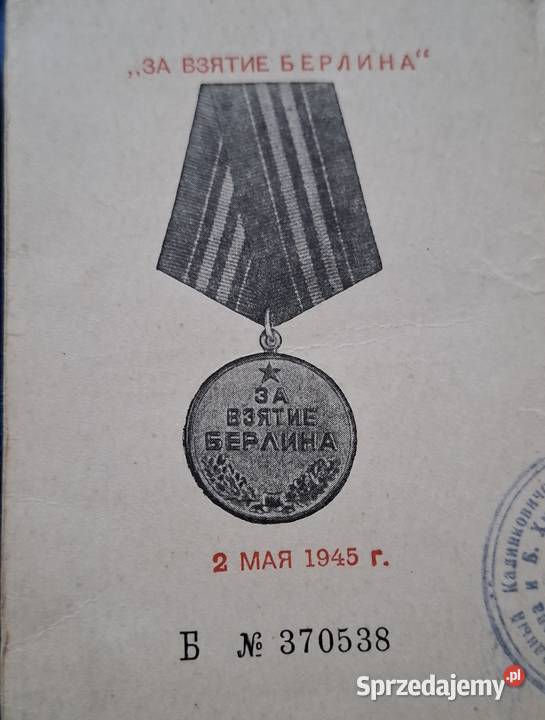 „ЗА ВЗЯТИЕ БЕРЛИНА“
ЗА
ВЗЯТИЕ
БЕРЛИНА
2 МАЯ 1945 г.
Б № 370538
Sprzedajemy.pl